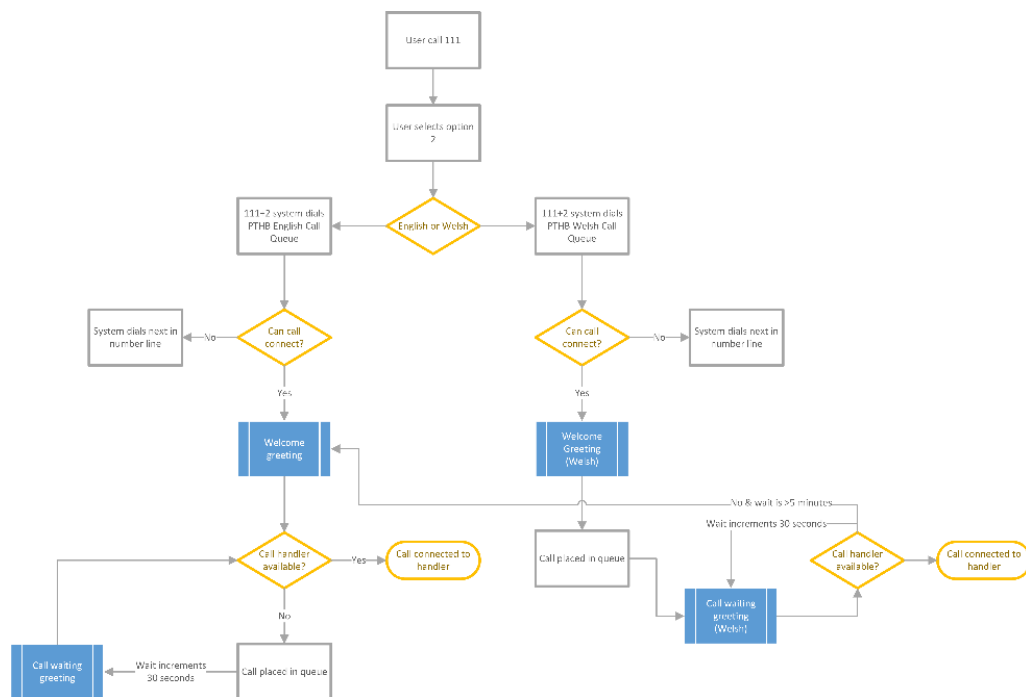 User call 111
User selects option
2
111+2 system dials
PTHB English Call
Queue
English or Welsh
111+2 system dials
PTHB Welsh Call
Queue
System dials next in
number line
No
Can call
connect?
Can call
connect?
No
System dials next in
number line
Yes
Yes
Welcome
greeting
Welcome
Greeting
(Welsh)
No & wait is >5 minutes
Wait increments 30 seconds
Call handler
available?
Yes
Call connected to
handler
Call placed in queue
Call handler
available?
Call connected to
handler
No
Call waiting
greeting
(Welsh)
Call waiting
greeting
Wait increments
30 seconds
Call placed in queue